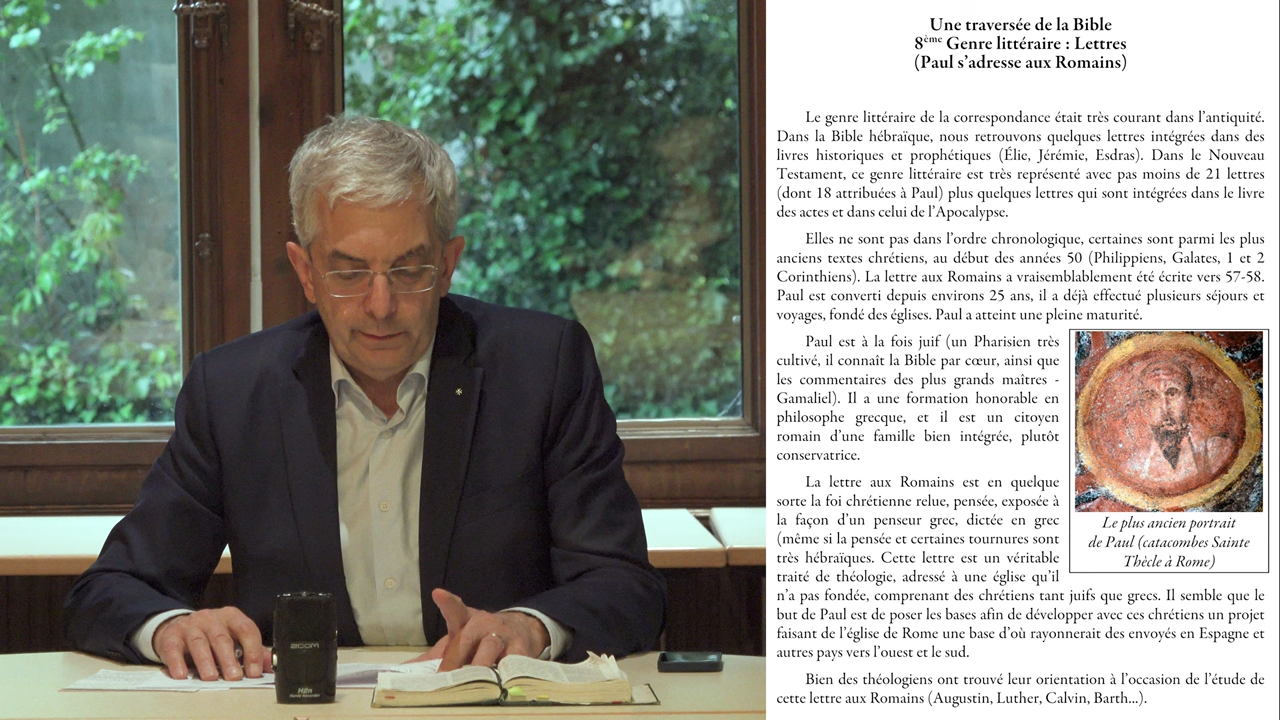 Une traversée de la Bible
8ème Genre littéraire : Lettres
(Paul s’adresse aux Romains)
Le genre littéraire de la correspondance était très courant dans l’antiquité.
Dans la Bible hébraïque, nous retrouvons quelques lettres intégrées dans des
livres historiques et prophétiques (Élie, Jérémie, Esdras). Dans le Nouveau
Testament, ce genre littéraire est très représenté avec pas moins de 21 lettres
(dont 18 attribuées à Paul) plus quelques lettres qui sont intégrées dans le livre
des actes et dans celui de l’Apocalypse.
Elles ne sont pas dans l’ordre chronologique, certaines sont parmi les plus
anciens textes chrétiens, au début des années 50 (Philippiens, Galates, 1 et 2
Corinthiens). La lettre aux Romains a vraisemblablement été écrite vers 57-58.
Paul est converti depuis environs 25 ans, il a déjà effectué plusieurs séjours et
voyages, fondé des églises. Paul a atteint une pleine maturité.
Paul est à la fois juif (un Pharisien très
cultivé, il connait la Bible par cœur, ainsi que
les commentaires des plus grands maîtres -
Gamaliel). Il a une formation honorable en
philosophe grecque, et il est un citoyen
romain d’une famille bien intégrée, plutôt
conservatrice.
La lettre aux Romains est en quelque
sorte la foi chrétienne relue, pensée, exposée à
la façon d’un penseur grec, dictée en grec
(même si la pensée et certaines tournures sont
très hébraïques. Cette lettre est un véritable
traité de théologie, adressé à une église qu’il
n’a pas fondée, comprenant des chrétiens tant juifs que grecs. Il semble que le
but de Paul est de poser les bases afin de développer avec ces chrétiens un projet
faisant de l’église de Rome une base d’où rayonnerait des envoyés en Espagne et
autres pays vers l’ouest et le sud.
Bien des théologiens ont trouvé leur orientation à l’occasion de l’étude de
cette lettre aux Romains (Augustin, Luther, Calvin, Barth...).
Le plus ancien portrait
de Paul (catacombes Sainte
Thècle à Rome)
zoom
H2n